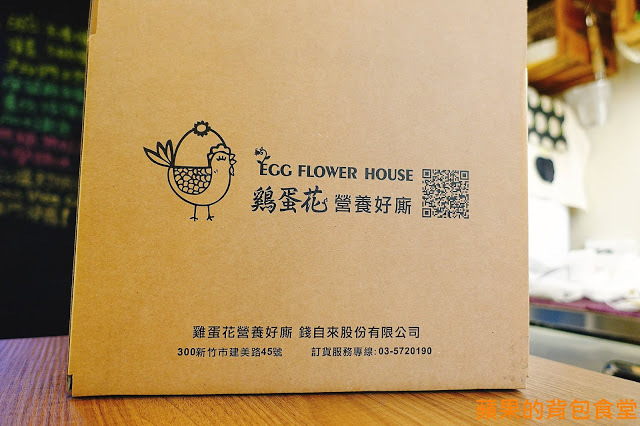 EGG FLOWER HOUSE
鷄蛋花 營養好廝
雞蛋花營養好廝 錢自來股份有限公司
300新竹市建美路45號 訂貨服務專線:03-5720190
蘋果的背包食堂